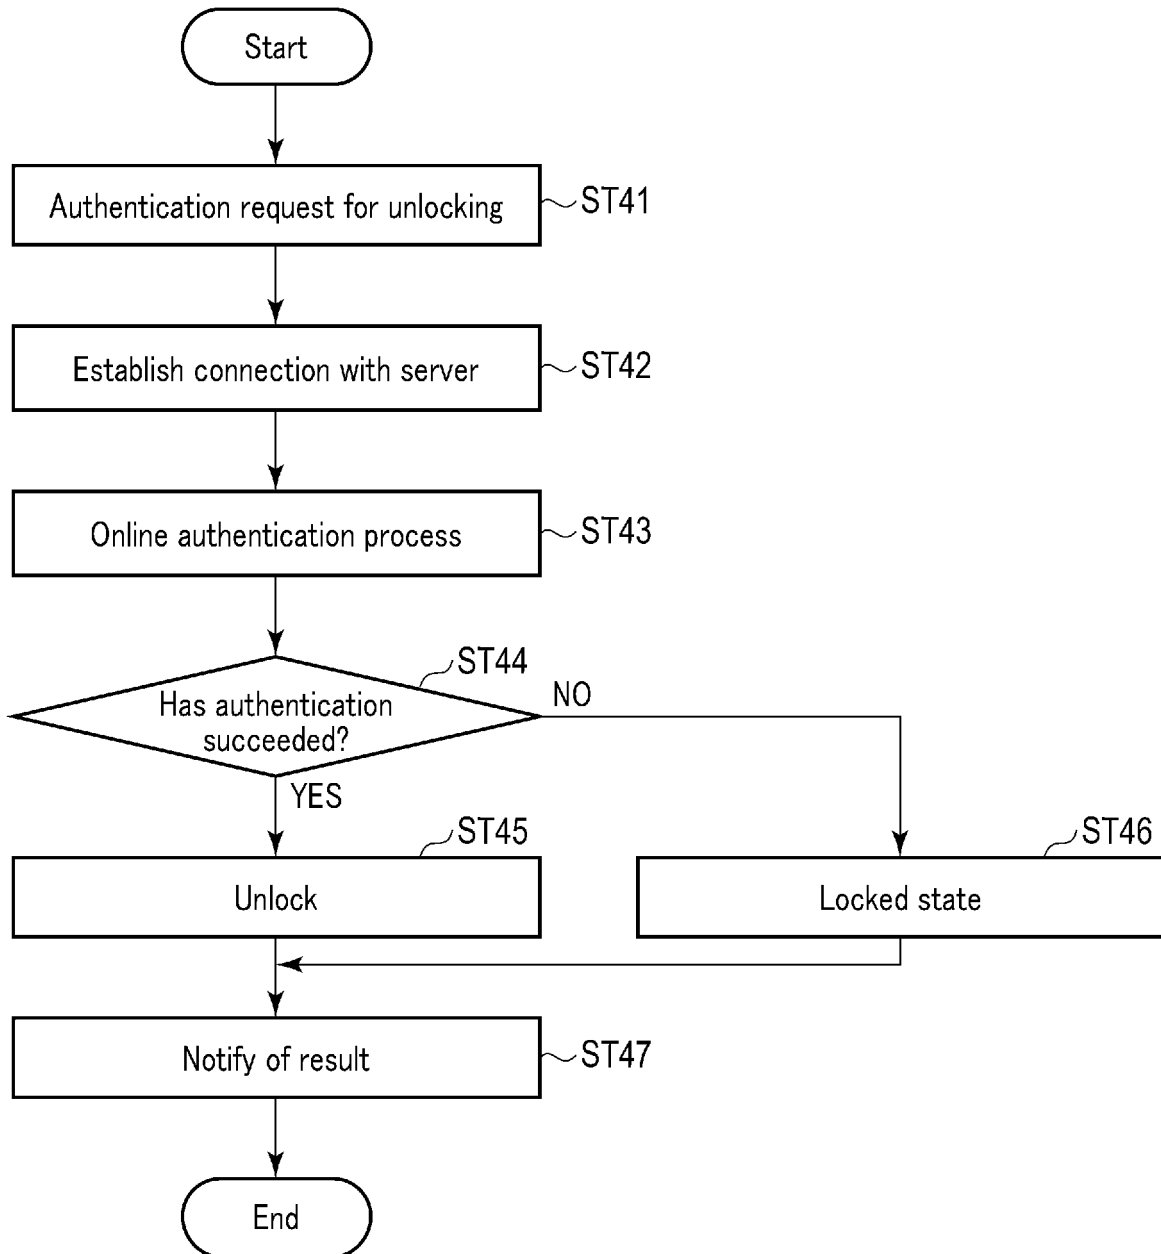 Start
Authentication request for unlocking
ST41
Establish connection with server
ST42
Online authentication process
ST43
ST44
Has authentication
succeeded?
NO
YES
ST45
Unlock
ST46
Locked state
Notify of result
ST47
End